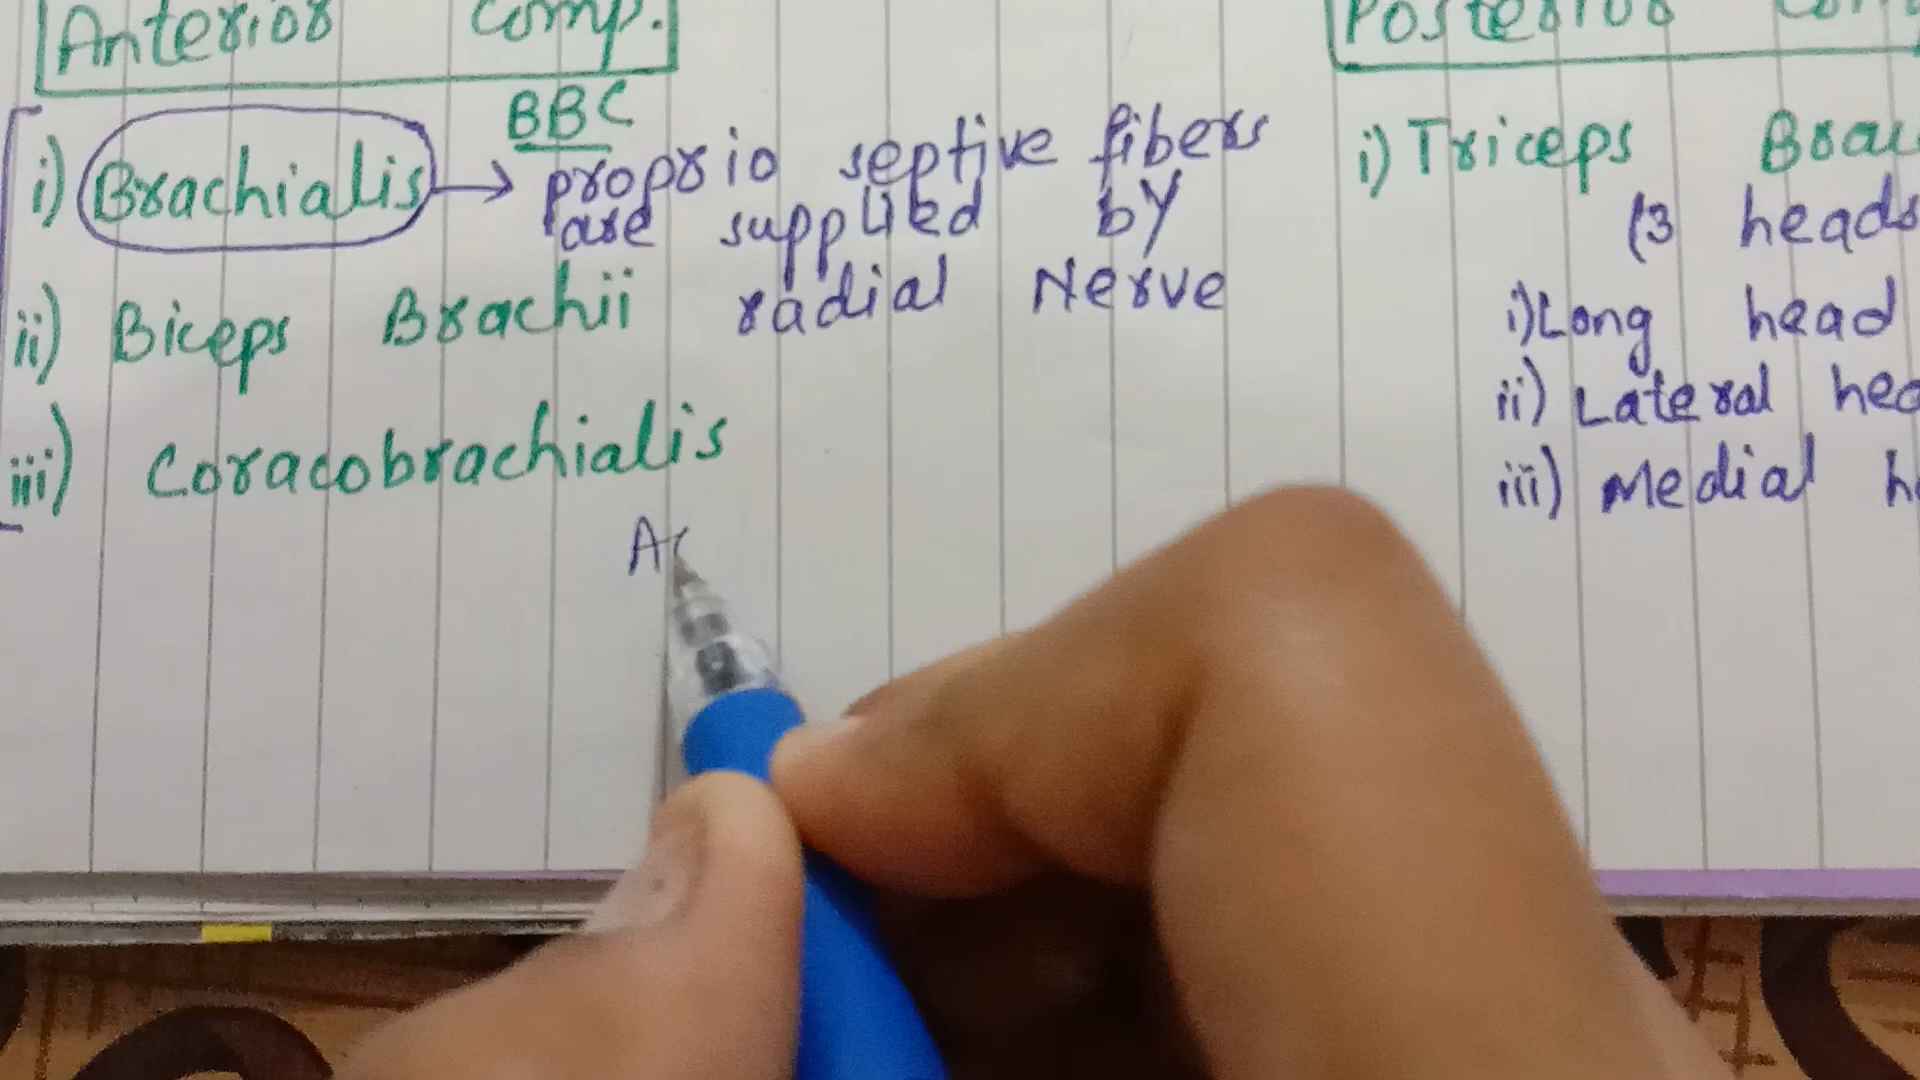 Anterior Comp.
BBC
i) Brachialis → proprio septive fibers
are supplied by
radial Nerve
ii) Biceps Brachii
iii) Coracobrachialis
Posterior
i) Triceps
(3 heads
i) Long head
ii) Lateral
iii) Medial